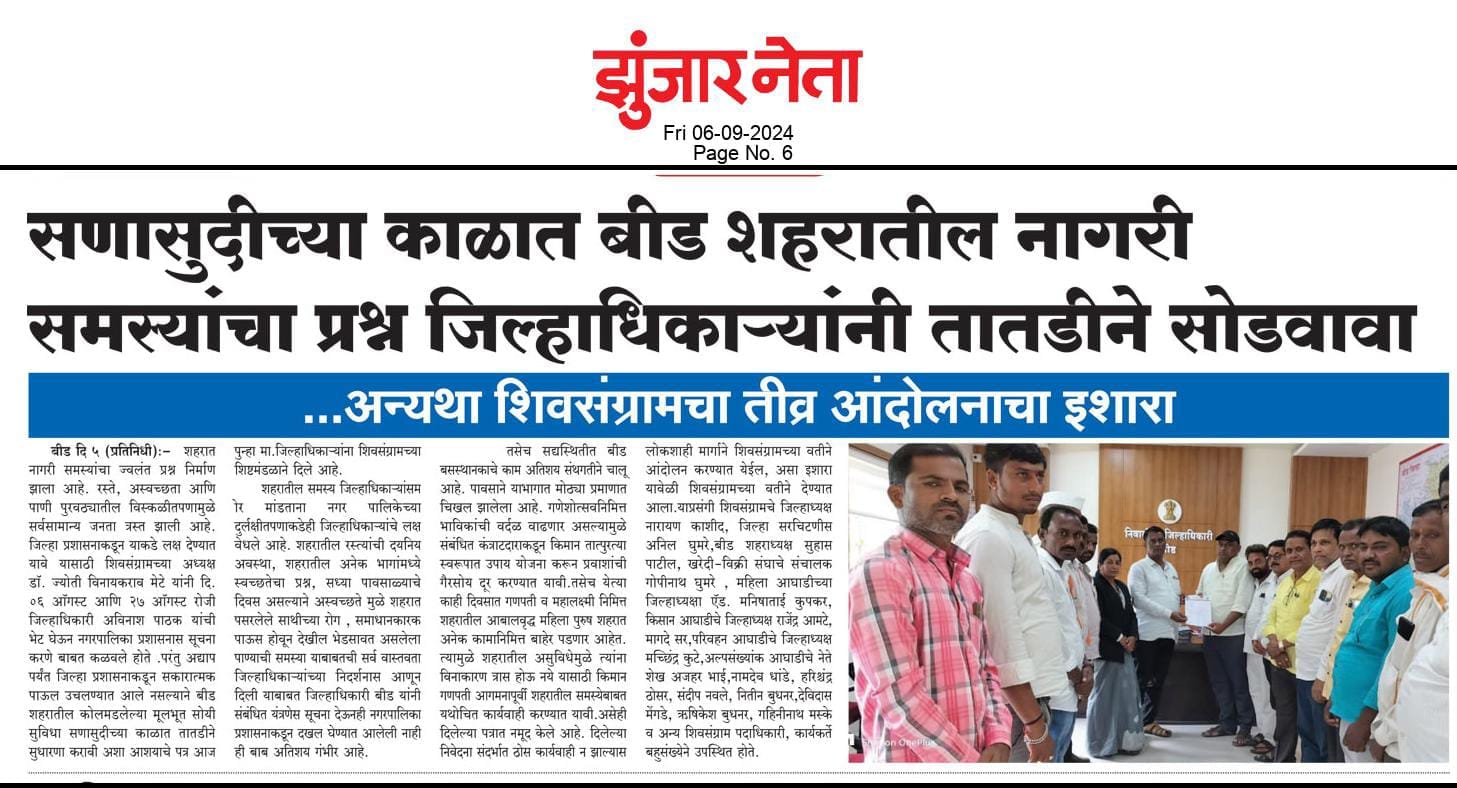 झुंजार नेता
Fri 06-09-2024
Page No. 6
सणासुदीच्या काळात बीड शहरातील नागरी
समस्यांचा प्रश्न जिल्हाधिकाऱ्यांनी तातडीने सोडवावा
...अन्यथा शिवसंग्रामचा तीव्र आंदोलनाचा इशारा
बीड दि ५ (प्रतिनिधी):- शहरात
नागरी समस्यांचा ज्वलंत प्रश्न निर्माण
झाला आहे. रस्ते, अस्वच्छता आणि
पाणी पुरवठ्यातील विस्कळीतपणामुळे
सर्वसामान्य जनता त्रस्त झाली आहे.
जिल्हा प्रशासनाकडून याकडे लक्ष देण्यात
यावे यासाठी शिवसंग्रामच्या अध्यक्ष
डॉ. ज्योती विनायकराव मेटे यांनी दि.
०६ ऑगस्ट आणि २७ ऑगस्ट रोजी
जिल्हाधिकारी अविनाश पाठक यांची
भेट घेऊन नगरपालिका प्रशासनास सूचना
करणे बाबत कळवले होते .परंतु अद्याप
पर्यंत जिल्हा प्रशासनाकडून सकारात्मक
पाऊल उचलण्यात आले नसल्याने बीड
शहरातील कोलमडलेल्या मूलभूत सोयी
सुविधा सणासुदीच्या काळात तातडीने
सुधारणा करावी अशा आशयाचे पत्र आज
पुन्हा मा.जिल्हाधिकाऱ्यांना शिवसंग्रामच्या
शिष्टमंडळाने दिले आहे.
शहरातील समस्य जिल्हाधिकाऱ्यांसम
ोर मांडताना नगर पालिकेच्या
दुर्लक्षीतपणाकडेही जिल्हाधिकाऱ्यांचे लक्ष
वेधले आहे. शहरातील रस्त्यांची दयनिय
अवस्था, शहरातील अनेक भागांमध्ये
स्वच्छतेचा प्रश्न, सध्या पावसाळ्याचे
दिवस असल्याने अस्वच्छते मुळे शहरात
पसरलेले साथीच्या रोग , समाधानकारक
पाऊस होवून देखील भेडसावत असलेला
पाण्याची समस्या याबाबतची सर्व वास्तवता
जिल्हाधिकाऱ्यांच्या निदर्शनास आणून
दिली याबाबत जिल्हाधिकारी बीड यांनी
संबंधित यंत्रणेस सूचना देऊनही नगरपालिका
प्रशासनाकडून दखल घेण्यात आलेली नाही
ही बाब अतिशय गंभीर आहे.
तसेच सद्यस्थितीत बीड
बसस्थानकाचे काम अतिशय संथगतीने चालू
आहे. पावसाने याभागात मोठ्या प्रमाणात
चिखल झालेला आहे. गणेशोत्सवनिमित्त
भाविकांची वर्दळ वाढणार असल्यामुळे
संबंधित कंत्राटदाराकडून किमान तात्पुरत्या
स्वरूपात उपाय योजना करून प्रवाशांची
गैरसोय दूर करण्यात यावी.तसेच येत्या
काही दिवसात गणपती व महालक्ष्मी निमित्त
शहरातील आबालवृद्ध महिला पुरुष शहरात
अनेक कामानिमित्त बाहेर पडणार आहेत.
त्यामुळे शहरातील असुविधेमुळे त्यांना
विनाकारण त्रास होऊ नये यासाठी किमान
गणपती आगमनापूर्वी शहरातील समस्येबाबत
यथोचित कार्यवाही करण्यात यावी.असेही
दिलेल्या पत्रात नमूद केले आहे. दिलेल्या
निवेदना संदर्भात ठोस कार्यवाही न झाल्यास
लोकशाही मार्गाने शिवसंग्रामच्या वतीने
आंदोलन करण्यात येईल, असा इशारा
यावेळी शिवसंग्रामच्या वतीने देण्यात
आला.याप्रसंगी शिवसंग्रामचे जिल्हाध्यक्ष
नारायण काशीद, जिल्हा सरचिटणीस
अनिल घुमरे,बीड शहराध्यक्ष सुहास
पाटील, खरेदी-विक्री संघाचे संचालक
गोपीनाथ घुमरे , महिला आघाडीच्या
जिल्हाध्यक्षा ऍड. मनिषाताई कुपकर,
किसान आघाडीचे जिल्हाध्यक्ष राजेंद्र आमटे,
मागदे सर,परिवहन आघाडीचे जिल्हाध्यक्ष
मच्छिंद्र कुटे,अल्पसंख्यांक आघाडीचे नेते
शेख अजहर भाई,नामदेव धांडे, हरिश्चंद्र
ठोसर, संदीप नवले, नितीन बुधनर,देविदास
मेंगडे, ऋषिकेश बुधनर, गहिनीनाथ मस्के
व अन्य शिवसंग्राम पदाधिकारी, कार्यकर्ते
बहुसंख्येने उपस्थित होते.
जिल्हाधिकारी
on OnePlus